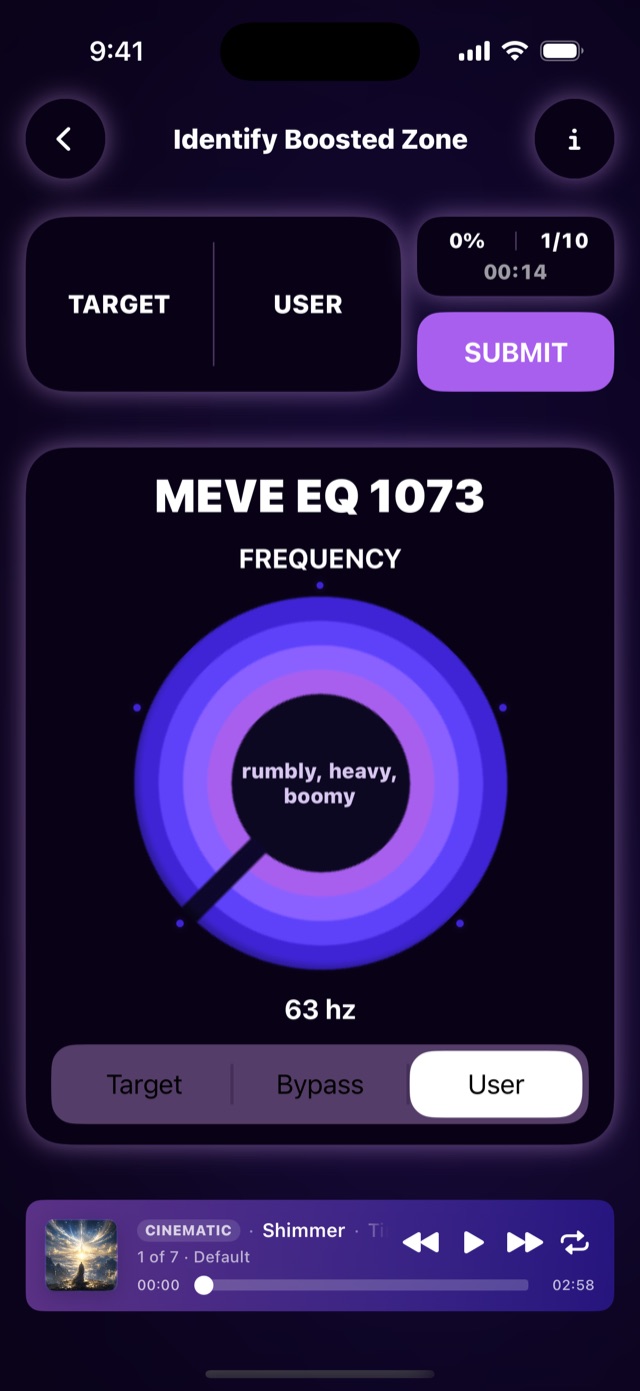 9:41
Identify Boosted Zone
i
TARGET
USER
0%
1/10
00:14
SUBMIT
MEVE EQ 1073
FREQUENCY
rumbly, heavy,
boomy
63 hz
Target
Bypass
User
CINEMATIC · Shimmer · Ti
1 of 7 · Default
00:00
02:58